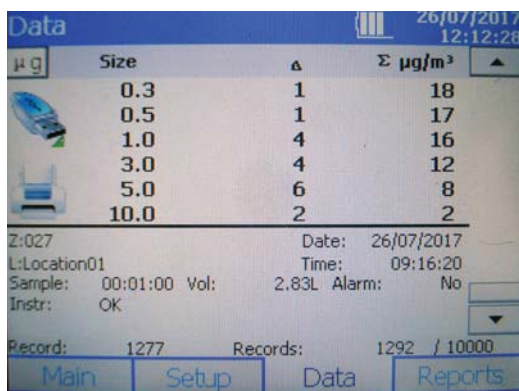 Data 26/07/2017
12:12:28
µg Size Δ Σ µg/m³
0.3 1 18
0.5 1 17
1.0 4 16
3.0 4 12
5.0 6 8
10.0 2 2
Z:027 Date: 26/07/2017
L:Location01 Time: 09:16:20
Sample: 00:01:00 Vol: 2.83L Alarm: No
Instr: OK
Record: 1277 Records: 1292 / 10000
Main Setup Data Reports